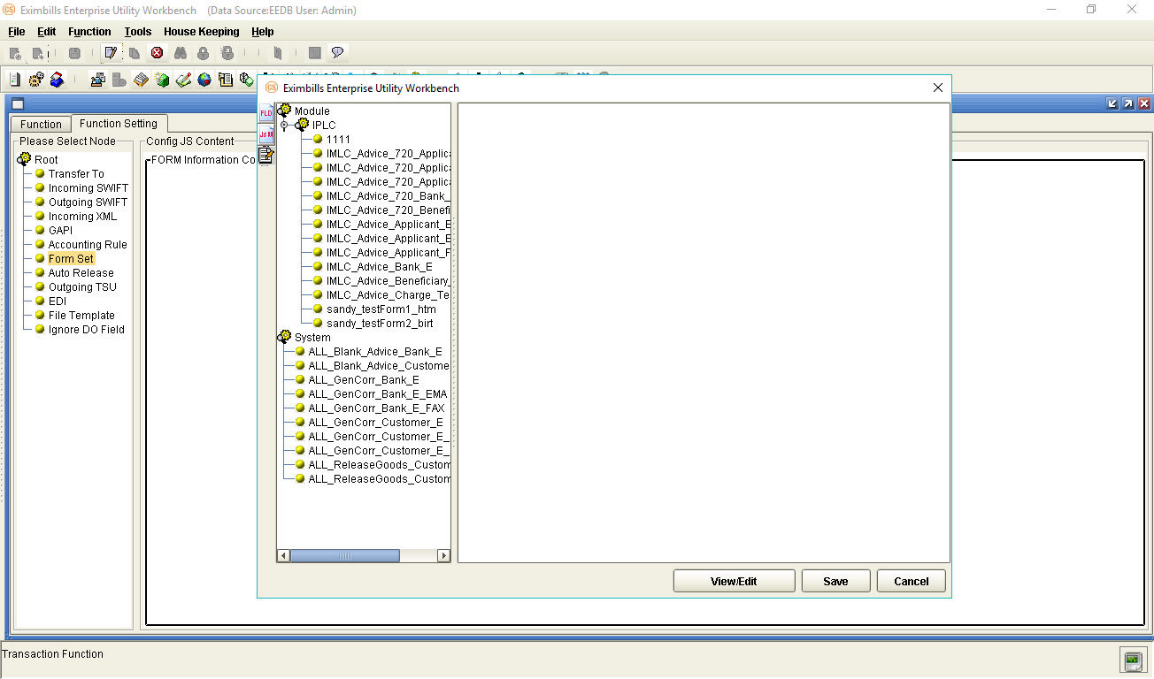 Eximbills Enterprise Utility Workbench (Data Source:EEDB User: Admin)
File Edit Function Tools House Keeping Help
Eximbills Enterprise Utility Workbench
Function Function Setting
Please Select Node
Root
Transfer To
Incoming SWIFT
Outgoing SWIFT
Incoming XML
GAPI
Accounting Rule
Form Set
Auto Release
Outgoing TSU
EDI
File Template
Ignore DO Field
Config JS Content
FORM Information Co
FLD
Module
IPLC
1111
IMLC_Advice_720_Applic
IMLC_Advice_720_Applic
IMLC_Advice_720_Applic
IMLC_Advice_720_Bank_
IMLC_Advice_720_Benefi
IMLC_Advice_Applicant_E
IMLC_Advice_Applicant_E
IMLC_Advice_Applicant_F
IMLC_Advice_Bank_E
IMLC_Advice_Beneficiary_
IMLC_Advice_Charge_Te
sandy_testForm1_htm
sandy_testForm2_birt
System
ALL_Blank_Advice_Bank_E
ALL_Blank_Advice_Custome
ALL_GenCorr_Bank_E
ALL_GenCorr_Bank_E_EMA
ALL_GenCorr_Bank_E_FAX
ALL_GenCorr_Customer_E
ALL_GenCorr_Customer_E_
ALL_GenCorr_Customer_E_
ALL_ReleaseGoods_Custom
ALL_ReleaseGoods_Custom
View/Edit Save Cancel
Transaction Function